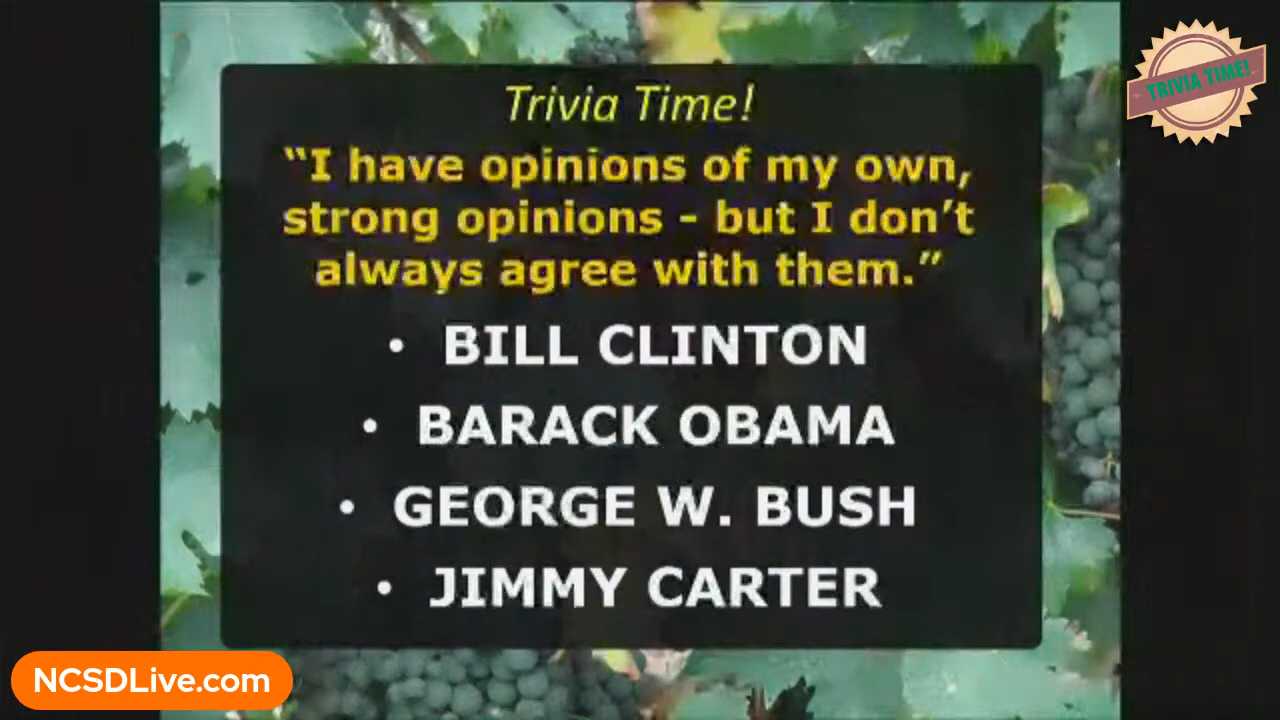 TRIVIA TIME!
Trivia Time!
“I have opinions of my own,
strong opinions - but I don’t
always agree with them.”
• BILL CLINTON
• BARACK OBAMA
• GEORGE W. BUSH
• JIMMY CARTER
NCSDLive.com